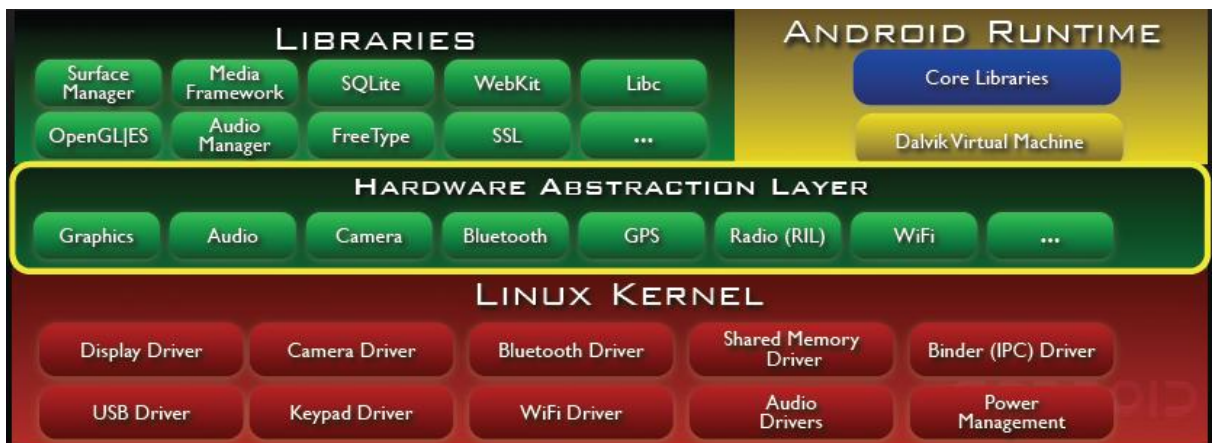 LIBRARIES
Surface Manager
Media Framework
SQLite
WebKit
Libc
OpenGL|ES
Audio Manager
FreeType
SSL
...
ANDROID RUNTIME
Core Libraries
Dalvik Virtual Machine
HARDWARE ABSTRACTION LAYER
Graphics
Audio
Camera
Bluetooth
GPS
Radio (RIL)
WiFi
...
LINUX KERNEL
Display Driver
Camera Driver
Bluetooth Driver
Shared Memory Driver
Binder (IPC) Driver
USB Driver
Keypad Driver
WiFi Driver
Audio Drivers
Power Management